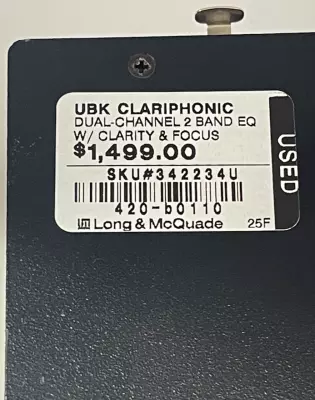 UBK CLARIPHONIC
DUAL-CHANNEL 2 BAND EQ
W/ CLARITY & FOCUS
$1,499.00
SKU#342234U
420-b0110
LM Long & McQuade 25F
USED